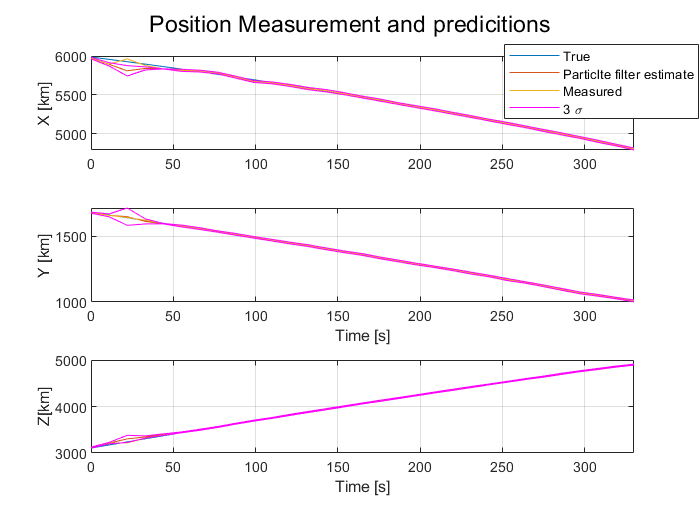 Position Measurement and predicitions
True
Particlte filter estimate
Measured
3 σ
X [km]
6000
5500
5000
0 50 100 150 200 250 300
Y [km]
1500
1000
0 50 100 150 200 250 300
Time [s]
Z[km]
5000
4000
3000
0 50 100 150 200 250 300
Time [s]